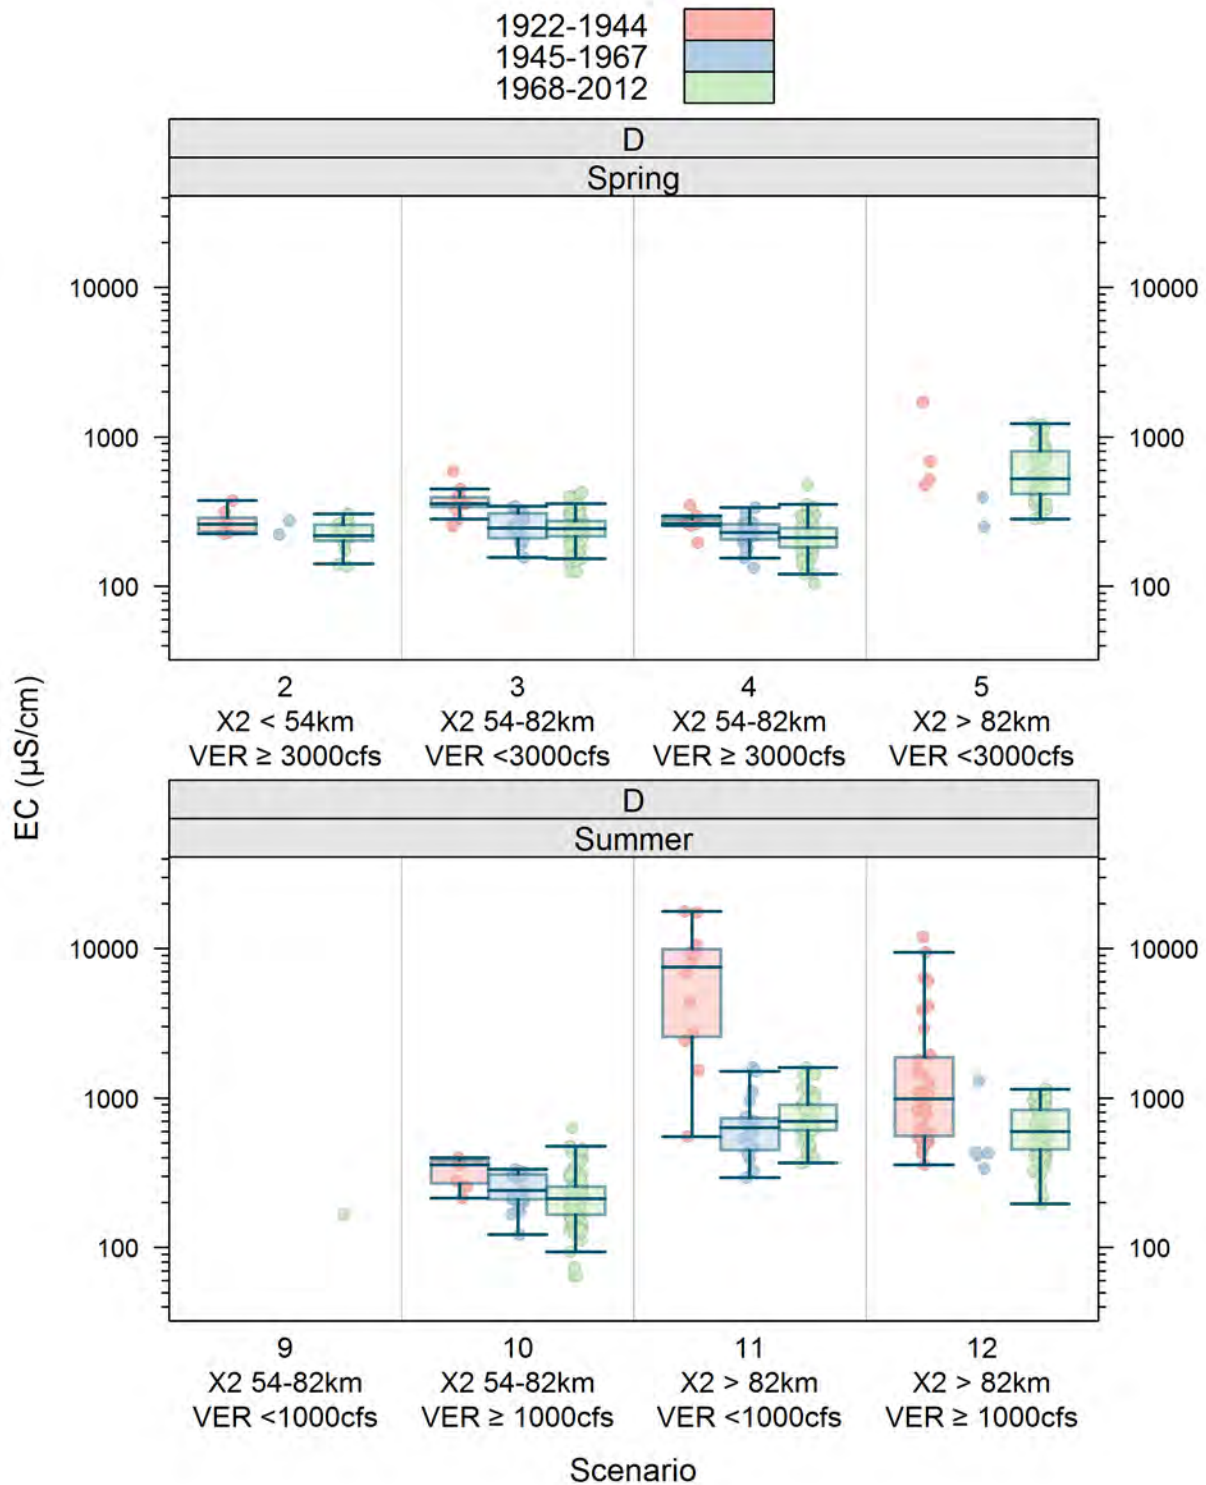 1922-1944
1945-1967
1968-2012
D
Spring
10000 10000
1000 1000
100 100
2 3 4 5
X2 < 54km X2 54-82km X2 54-82km X2 > 82km
VER ≥ 3000cfs VER <3000cfs VER ≥ 3000cfs VER <3000cfs
EC (µS/cm)
D
Summer
10000 10000
1000 1000
100 100
9 10 11 12
X2 54-82km X2 54-82km X2 > 82km X2 > 82km
VER <1000cfs VER ≥ 1000cfs VER <1000cfs VER ≥ 1000cfs
Scenario